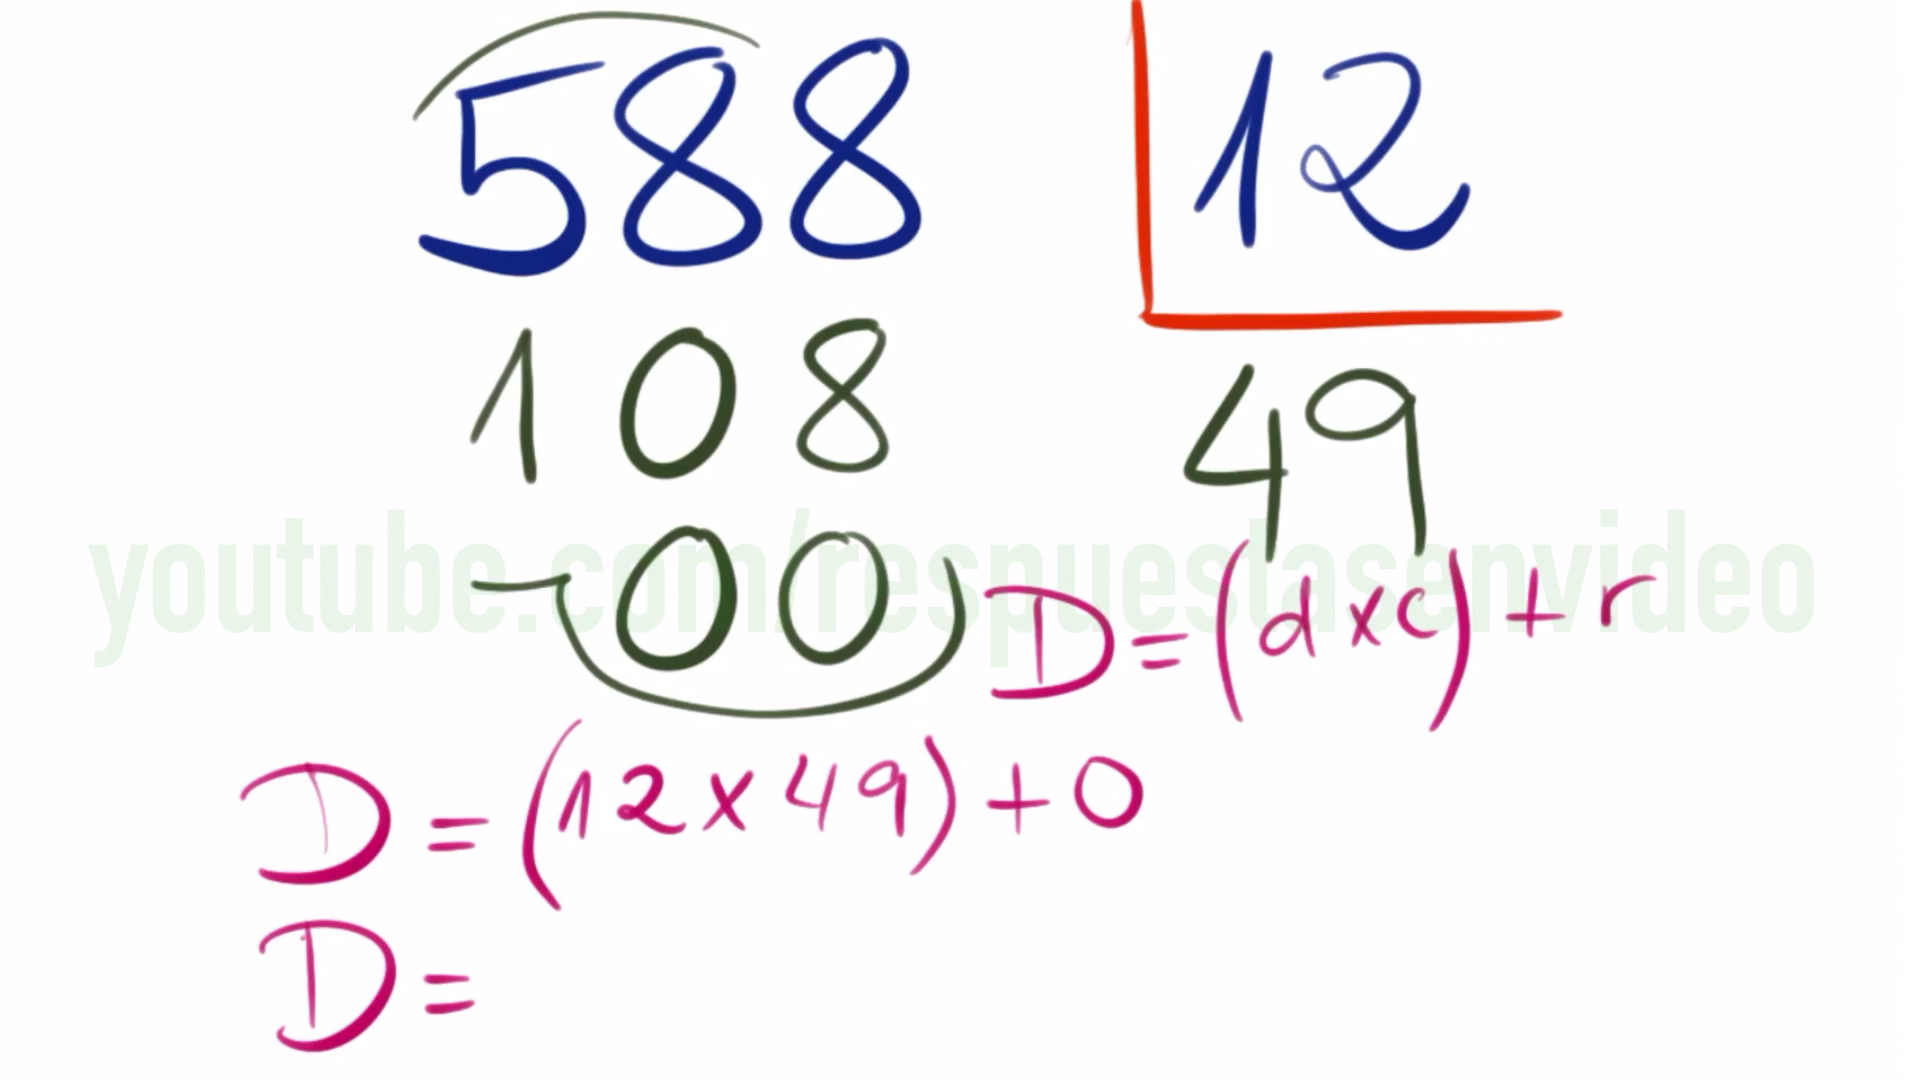 588 12
108 49
00
D=(dxc)+r
D=(12x49)+0
D=
youtube.com/respuestasenvideo